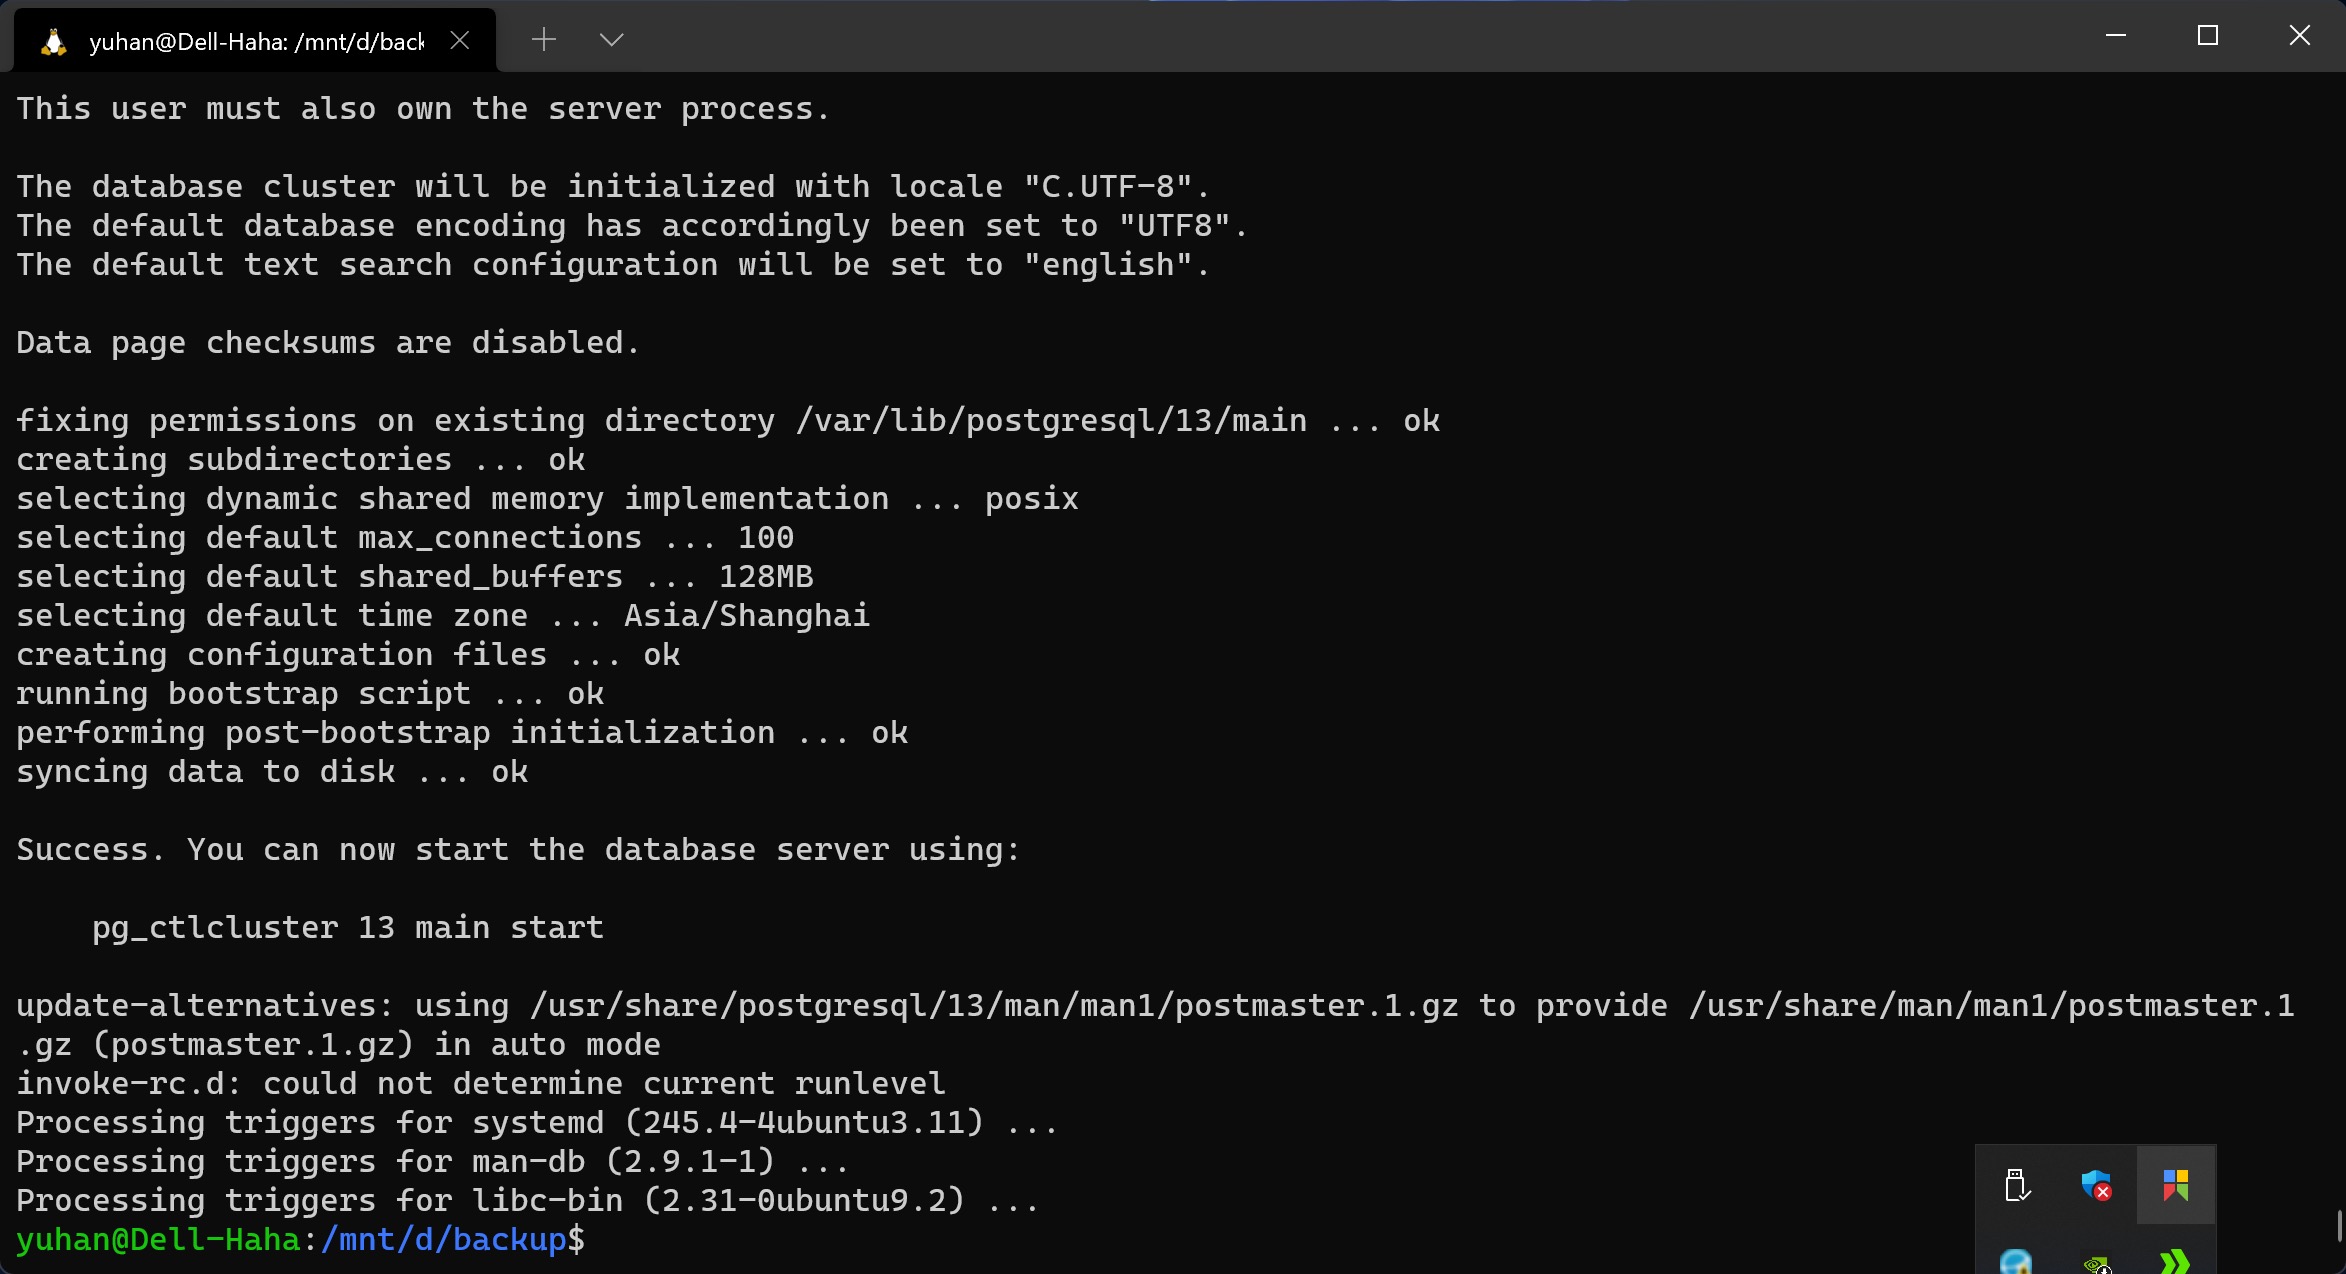 yuhan@Dell-Haha: /mnt/d/back
This user must also own the server process.
The database cluster will be initialized with locale "C.UTF-8".
The default database encoding has accordingly been set to "UTF8".
The default text search configuration will be set to "english".
Data page checksums are disabled.
fixing permissions on existing directory /var/lib/postgresql/13/main ... ok
creating subdirectories ... ok
selecting dynamic shared memory implementation ... posix
selecting default max_connections ... 100
selecting default shared_buffers ... 128MB
selecting default time zone ... Asia/Shanghai
creating configuration files ... ok
running bootstrap script ... ok
performing post-bootstrap initialization ... ok
syncing data to disk ... ok
Success. You can now start the database server using:
    pg_ctlcluster 13 main start
update-alternatives: using /usr/share/postgresql/13/man/man1/postmaster.1.gz to provide /usr/share/man/man1/postmaster.1
.gz (postmaster.1.gz) in auto mode
invoke-rc.d: could not determine current runlevel
Processing triggers for systemd (245.4-4ubuntu3.11) ...
Processing triggers for man-db (2.9.1-1) ...
Processing triggers for libc-bin (2.31-0ubuntu9.2) ...
yuhan@Dell-Haha:/mnt/d/backup$